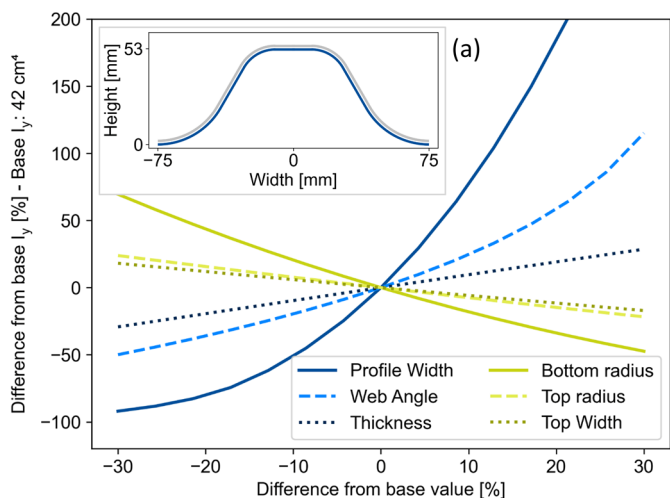 200
150
100
50
0
−50
−100
Difference from base I_y [%] - Base I_y: 42 cm⁴
(a)
53
0
Height [mm]
−75
0
75
Width [mm]
Profile Width
Web Angle
Thickness
Bottom radius
Top radius
Top Width
−30
−20
−10
0
10
20
30
Difference from base value [%]